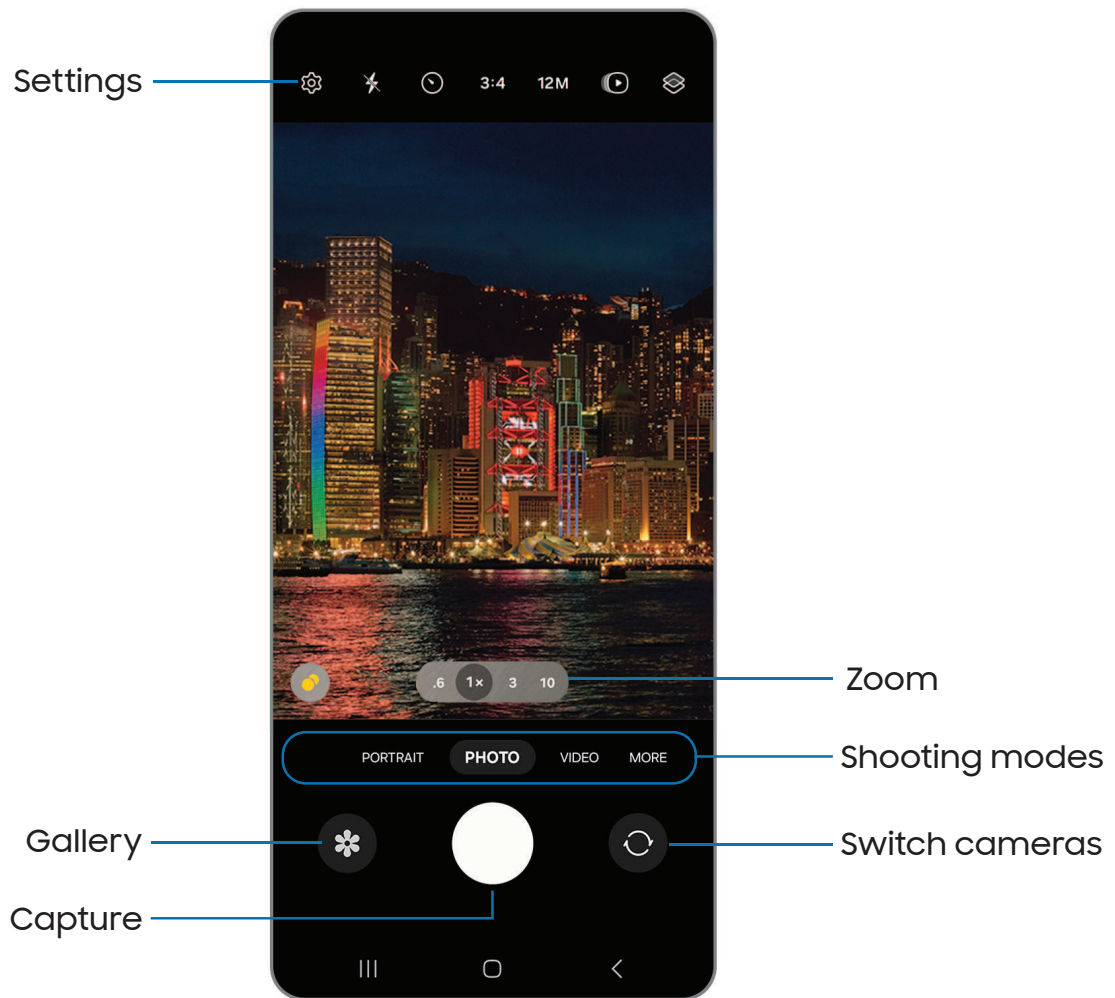 Settings
3:4
12M
.6 1× 3 10
Zoom
PORTRAIT PHOTO VIDEO MORE
Shooting modes
Gallery
Switch cameras
Capture